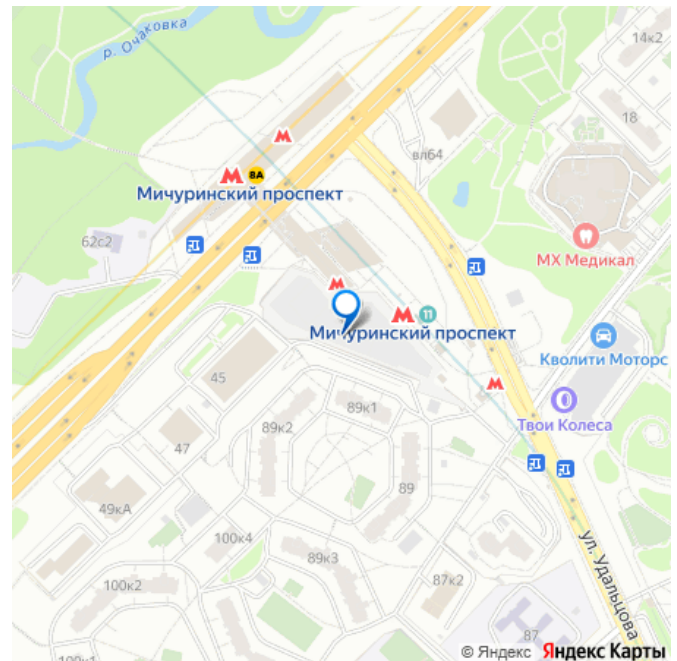 р. Очаковка
14к2
18
вл64
8А
Мичуринский проспект
МХ Медикал
62с2
11
Мичуринский проспект
Кволити Моторс
45
89к1
Твои Колеса
89к2
47
89
49кА
100к4
89к3
87к2
100к2
ул. Удальцова
87
100к1
© Яндекс Яндекс Карты